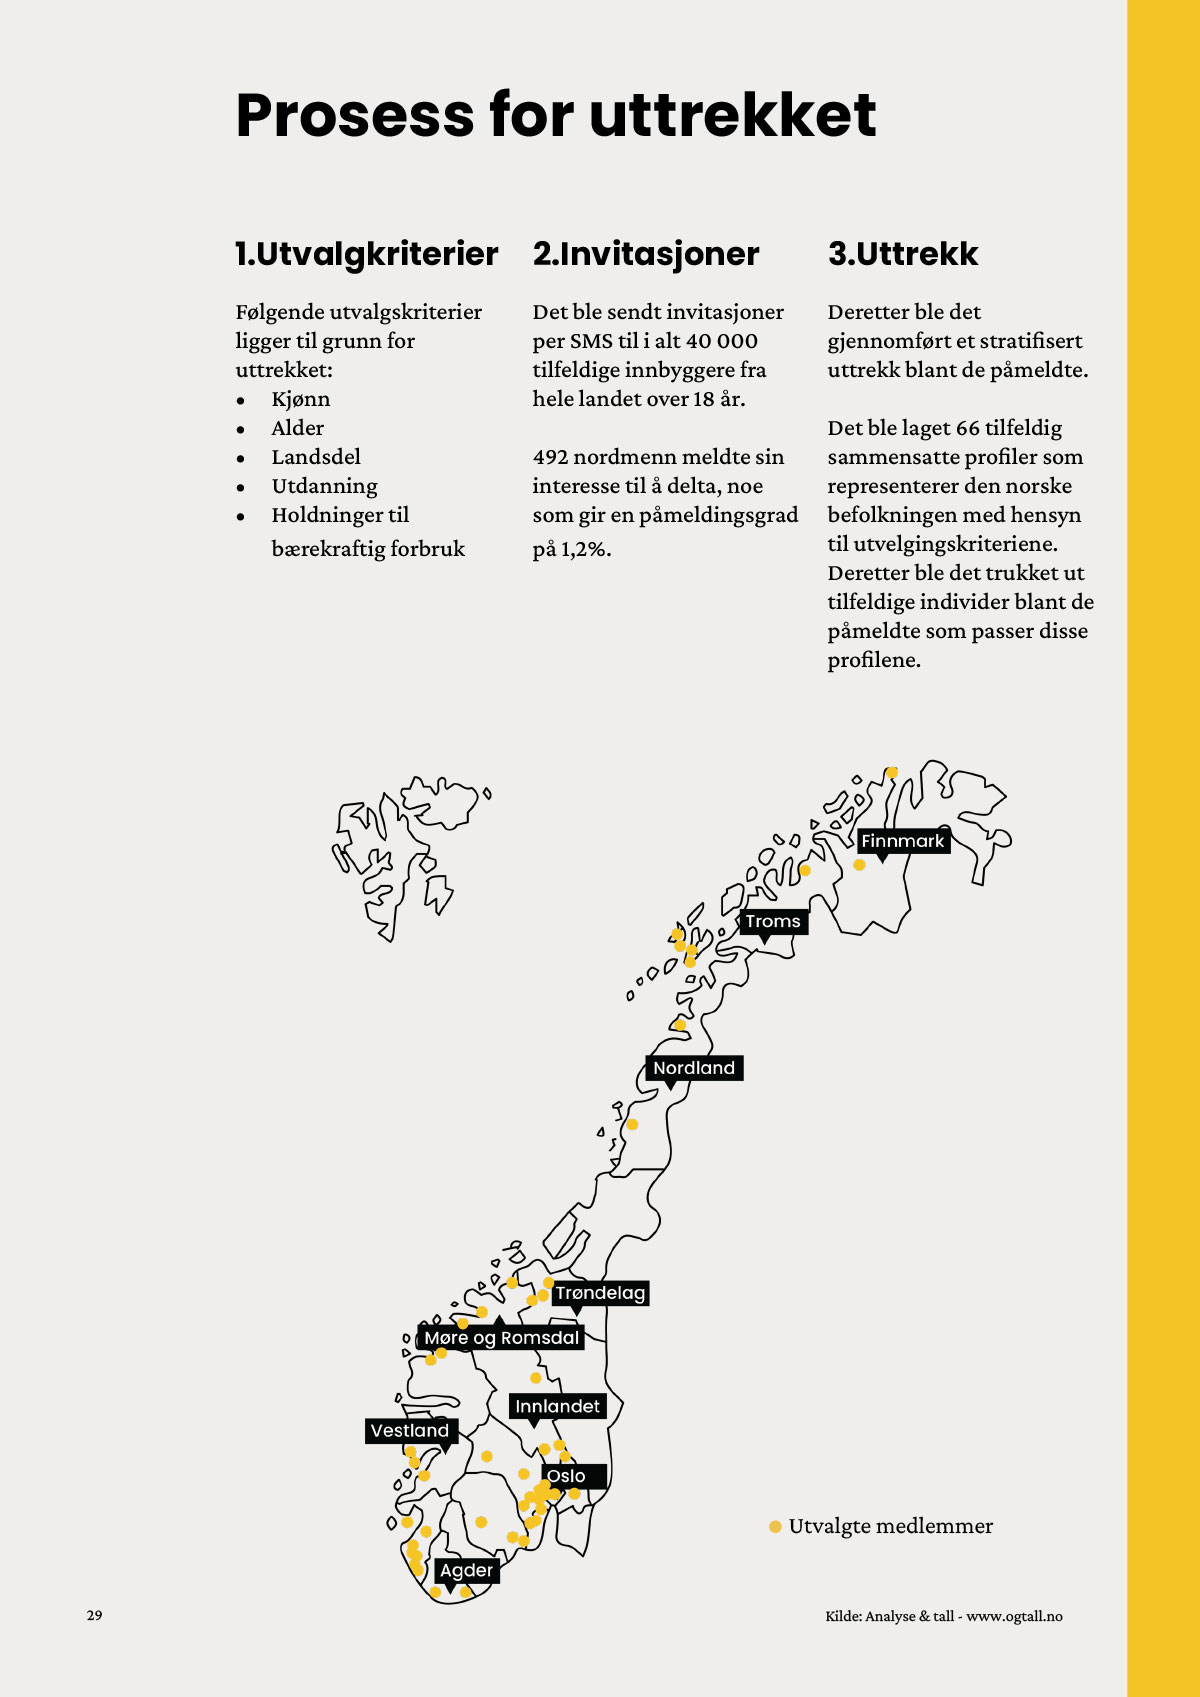 Prosess for uttrekket
1.Utvalgkriterier
Følgende utvalgskriterier
ligger til grunn for
uttrekket:
• Kjønn
• Alder
• Landsdel
• Utdanning
• Holdninger til
bærekraftig forbruk
2.Invitasjoner
Det ble sendt invitasjoner
per SMS til i alt 40 000
tilfeldige innbyggere fra
hele landet over 18 år.
492 nordmenn meldte sin
interesse til å delta, noe
som gir en påmeldingsgrad
på 1,2%.
3.Uttrekk
Deretter ble det
gjennomført et stratifisert
uttrekk blant de påmeldte.
Det ble laget 66 tilfeldig
sammensatte profiler som
representerer den norske
befolkningen med hensyn
til utvelgingskriteriene.
Deretter ble det trukket ut
tilfeldige individer blant de
påmeldte som passer disse
profilene.
Finnmark
Troms
Nordland
Trøndelag
Møre og Romsdal
Innlandet
Vestland
Oslo
Utvalgte medlemmer
Agder
29
Kilde: Analyse & tall - www.ogtall.no